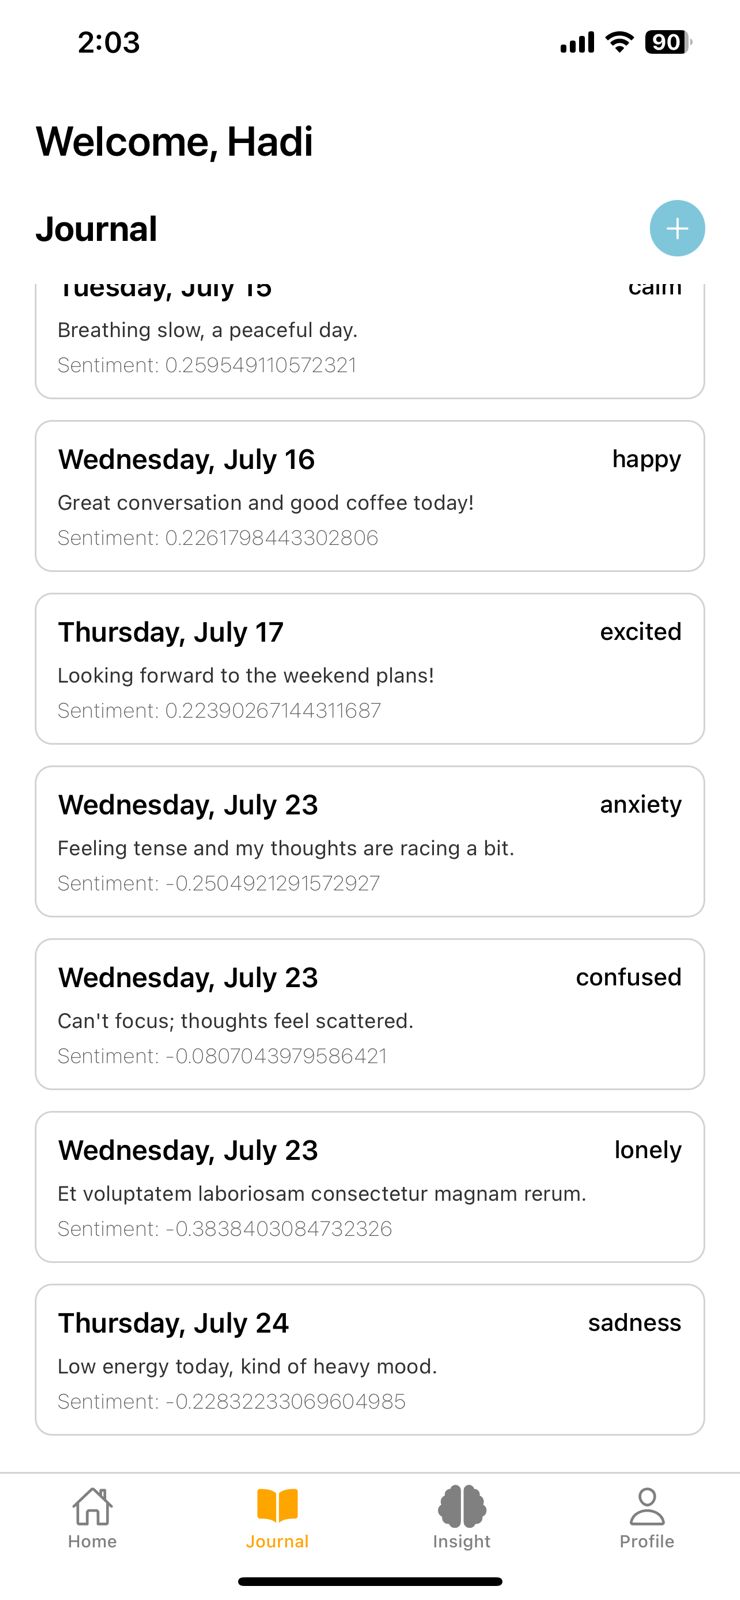 2:03
90
Welcome, Hadi
Journal
Tuesday, July 15
calm
Breathing slow, a peaceful day.
Sentiment: 0.259549110572321
Wednesday, July 16
happy
Great conversation and good coffee today!
Sentiment: 0.2261798443302806
Thursday, July 17
excited
Looking forward to the weekend plans!
Sentiment: 0.22390267144311687
Wednesday, July 23
anxiety
Feeling tense and my thoughts are racing a bit.
Sentiment: -0.2504921291572927
Wednesday, July 23
confused
Can't focus; thoughts feel scattered.
Sentiment: -0.0807043979586421
Wednesday, July 23
lonely
Et voluptatem laboriosam consectetur magnam rerum.
Sentiment: -0.3838403084732326
Thursday, July 24
sadness
Low energy today, kind of heavy mood.
Sentiment: -0.22832233069604985
Home
Journal
Insight
Profile